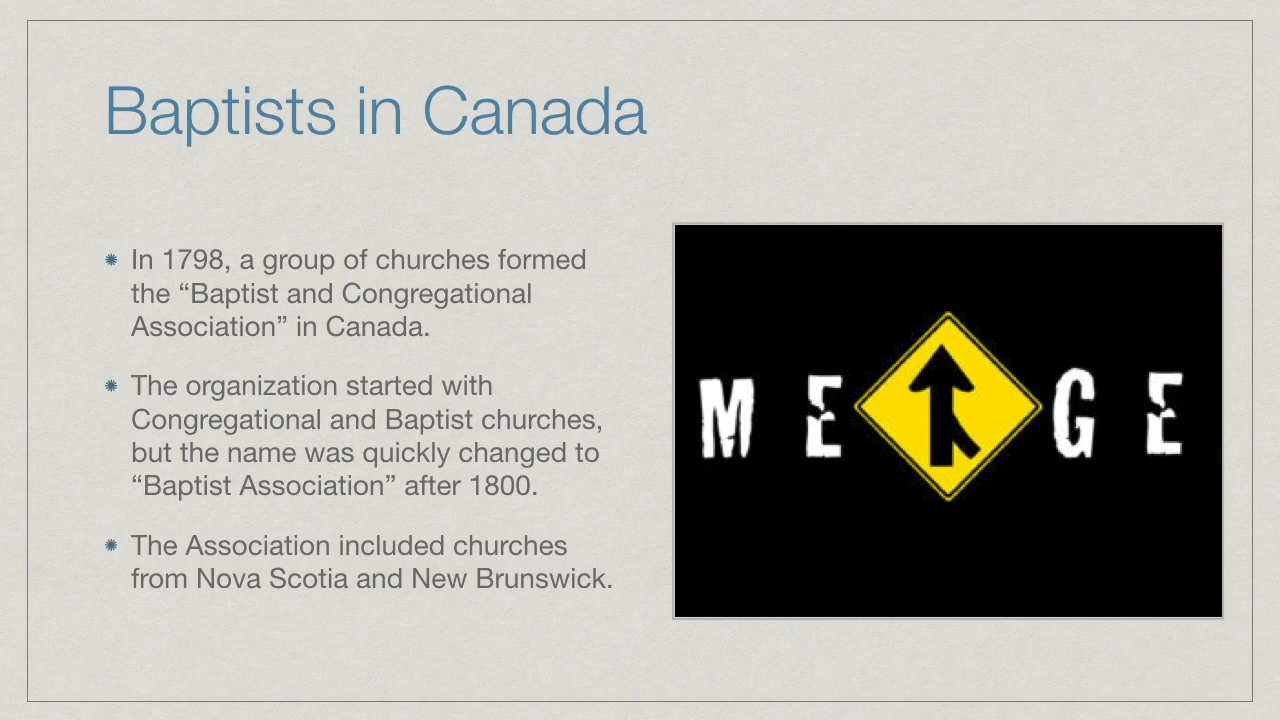 Baptists in Canada
In 1798, a group of churches formed
the “Baptist and Congregational
Association” in Canada.
The organization started with
Congregational and Baptist churches,
but the name was quickly changed to
“Baptist Association” after 1800.
The Association included churches
from Nova Scotia and New Brunswick.
M E G E